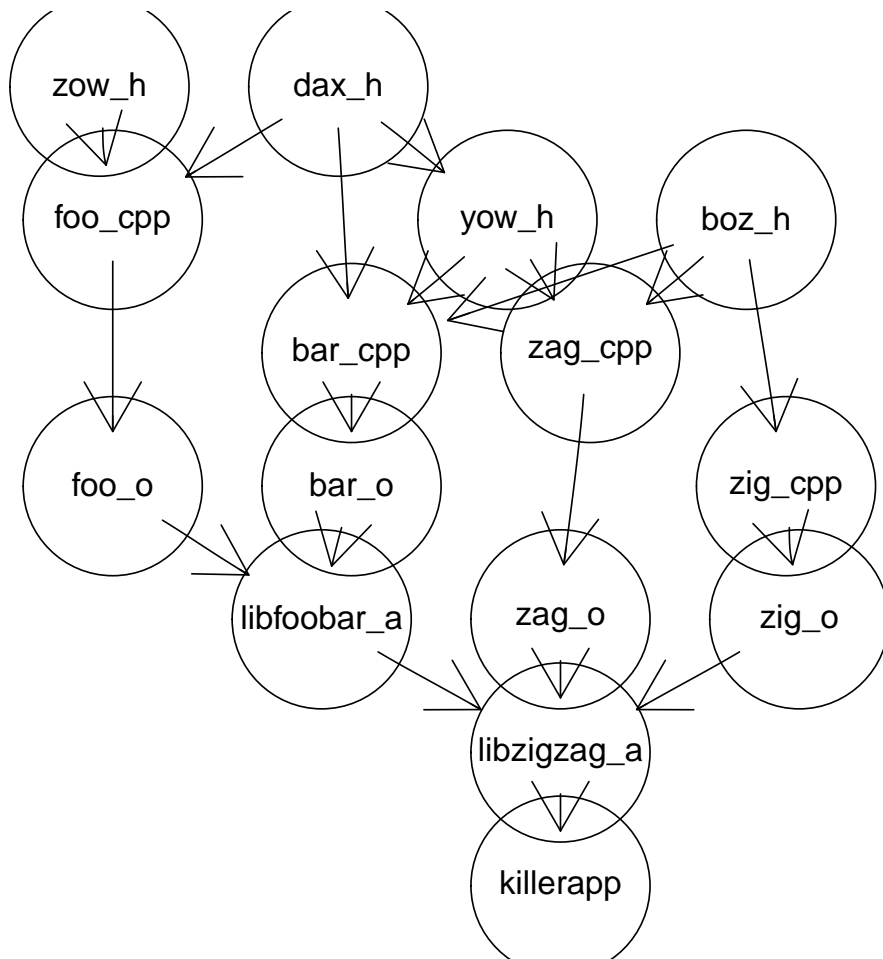 zow_h
dax_h
foo_cpp
yow_h
boz_h
bar_cpp
zag_cpp
foo_o
bar_o
zig_cpp
libfoobar_a
zag_o
zig_o
libzigzag_a
killerapp